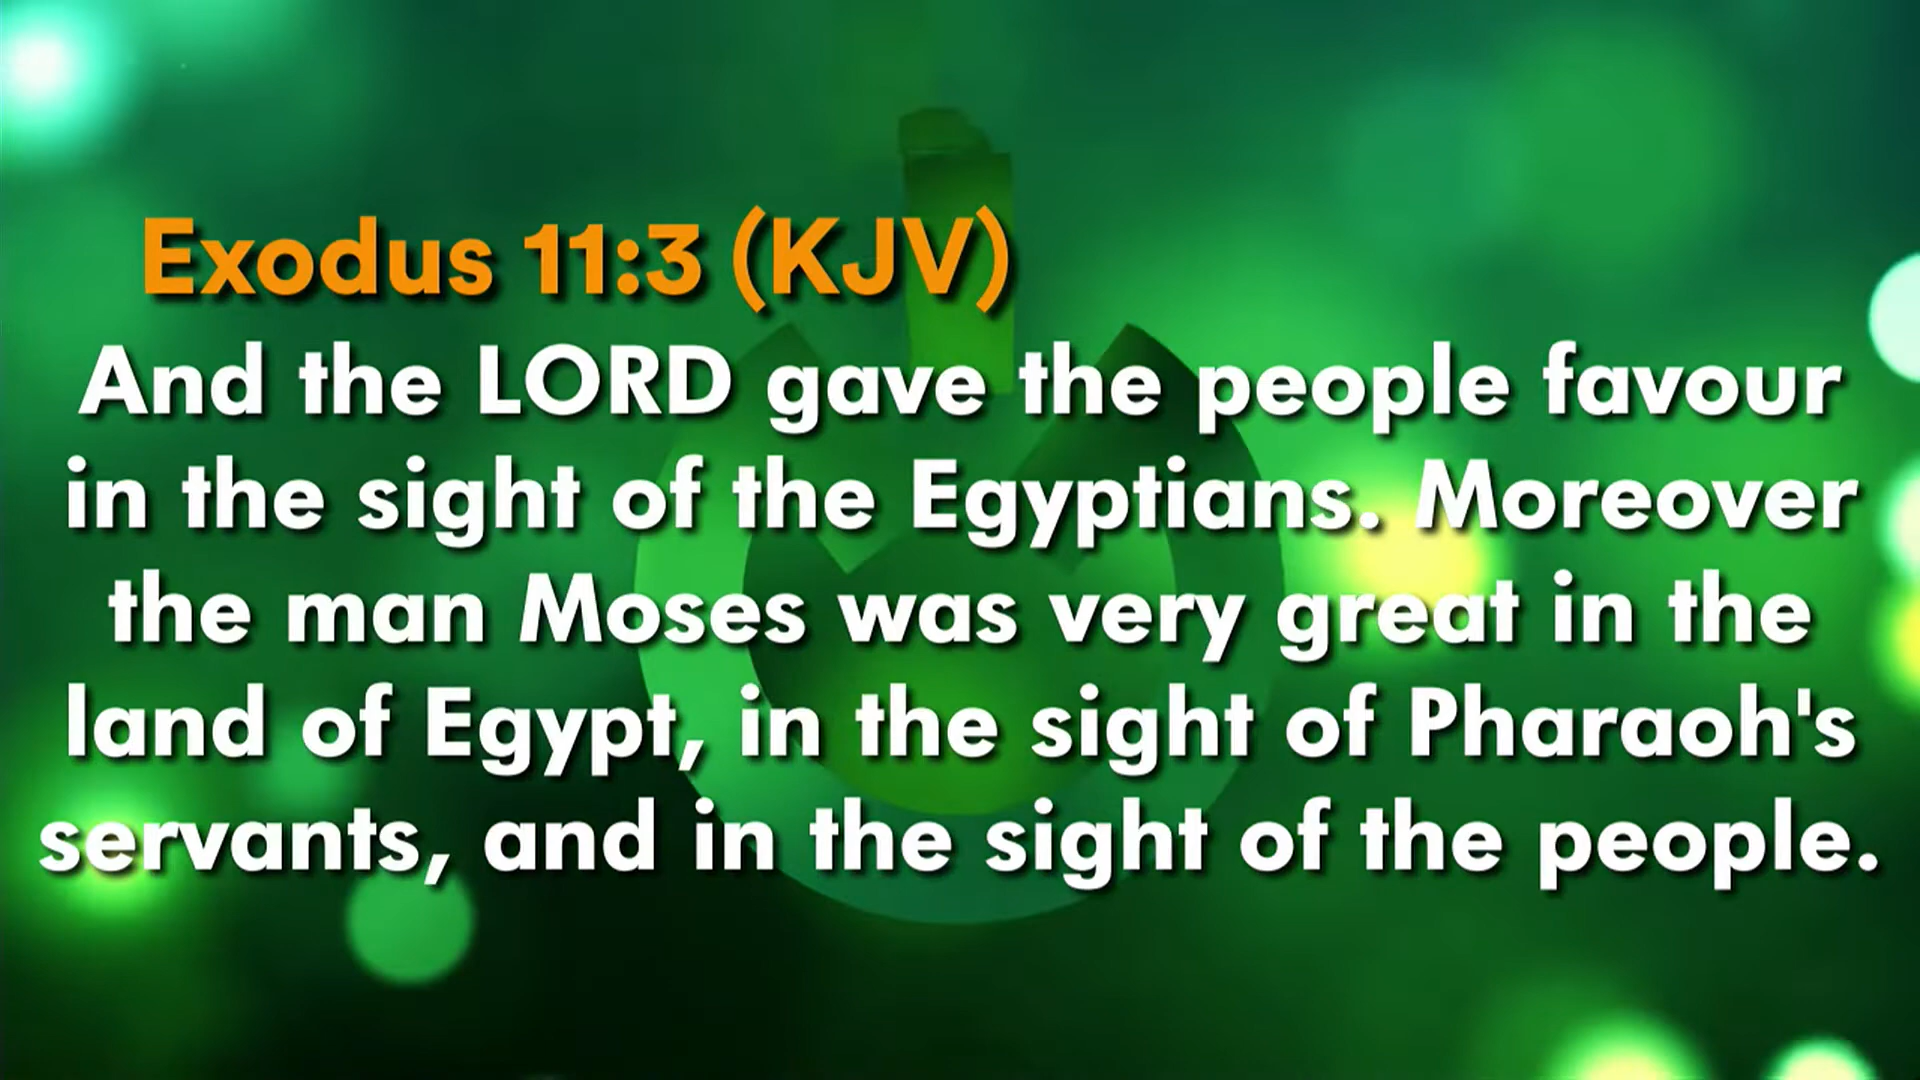 Exodus 11:3 (KJV)
And the LORD gave the people favour
in the sight of the Egyptians. Moreover
the man Moses was very great in the
land of Egypt, in the sight of Pharaoh's
servants, and in the sight of the people.